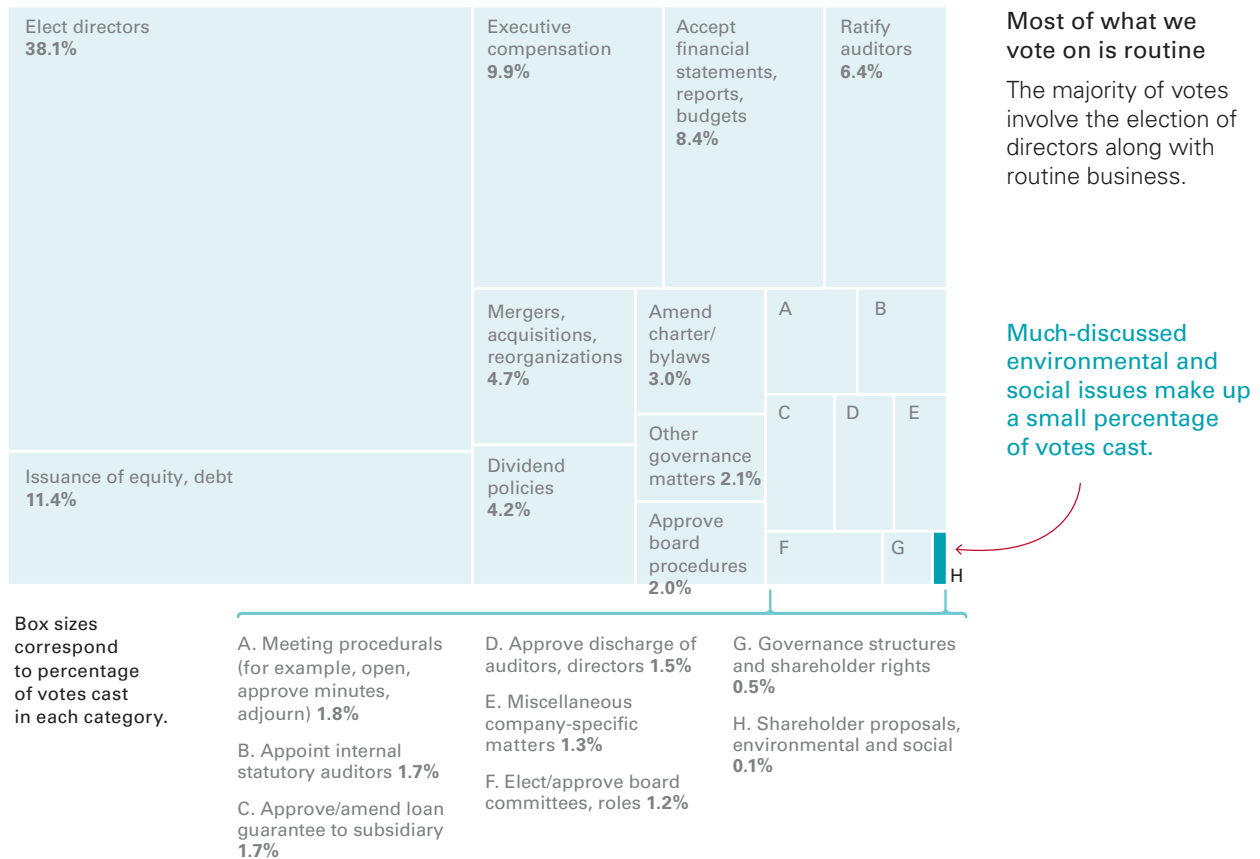 Elect directors
38.1%
Issuance of equity, debt
11.4%
Executive
compensation
9.9%
Accept
financial
statements,
reports,
budgets
8.4%
Ratify
auditors
6.4%
Mergers,
acquisitions,
reorganizations
4.7%
Dividend
policies
4.2%
Amend
charter/
bylaws
3.0%
Other
governance
matters 2.1%
Approve
board
procedures
2.0%
A
B
C
D
E
F
G
H
Most of what we
vote on is routine
The majority of votes
involve the election of
directors along with
routine business.
Much-discussed
environmental and
social issues make up
a small percentage
of votes cast.
Box sizes
correspond
to percentage
of votes cast
in each category.
A. Meeting procedurals
(for example, open,
approve minutes,
adjourn) 1.8%
B. Appoint internal
statutory auditors 1.7%
C. Approve/amend loan
guarantee to subsidiary
1.7%
D. Approve discharge of
auditors, directors 1.5%
E. Miscellaneous
company-specific
matters 1.3%
F. Elect/approve board
committees, roles 1.2%
G. Governance structures
and shareholder rights
0.5%
H. Shareholder proposals,
environmental and social
0.1%